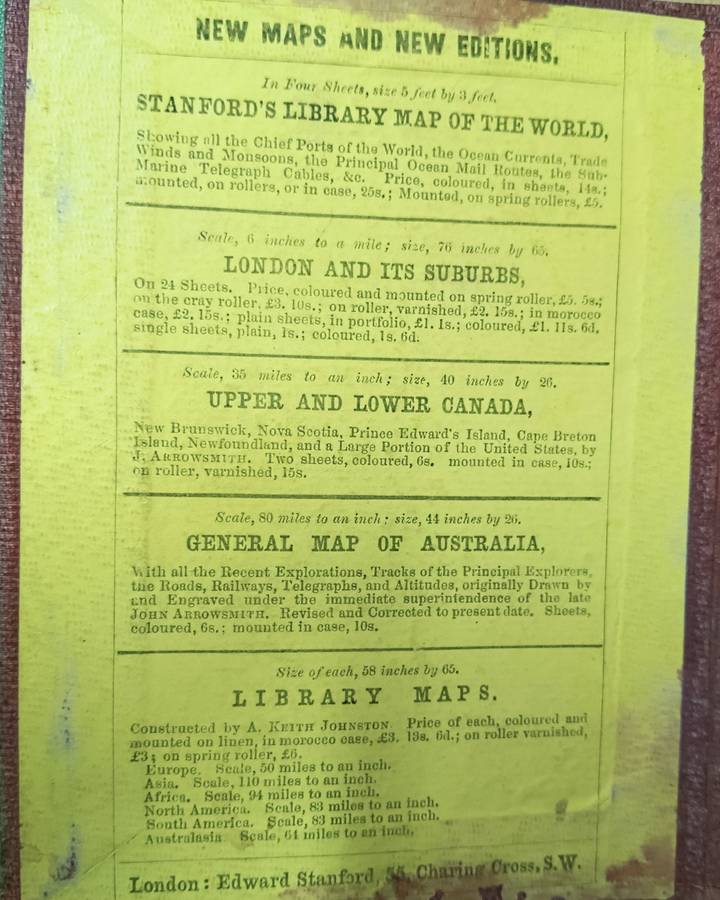 NEW MAPS AND NEW EDITIONS.
In Four Sheets, size 5 feet by 3 feet.
STANFORD'S LIBRARY MAP OF THE WORLD,
Showing all the Chief Ports of the World, the Ocean Currents, Trade
Winds and Monsoons, the Principal Ocean Mail Routes, the Sub-
Marine Telegraph Cables, &c. Price, coloured, in sheets, 14s.;
mounted, on rollers, or in case, 25s.; Mounted, on spring rollers, £5.
Scale, 6 inches to a mile; size, 76 inches by 65.
LONDON AND ITS SUBURBS,
On 24 Sheets. Price, coloured and mounted on spring roller, £5. 5s.;
on the cray roller, £3. 10s.; on roller, varnished, £2. 15s.; in morocco
case, £2. 15s.; plain sheets, in portfolio, £1. 1s.; coloured, £1. 11s. 6d.
single sheets, plain, 1s.; coloured, 1s. 6d.
Scale, 35 miles to an inch; size, 40 inches by 26.
UPPER AND LOWER CANADA,
New Brunswick, Nova Scotia, Prince Edward's Island, Cape Breton
Island, Newfoundland, and a Large Portion of the United States, by
J. ARROWSMITH. Two sheets, coloured, 6s. mounted in case, 10s.;
on roller, varnished, 15s.
Scale, 80 miles to an inch; size, 44 inches by 26.
GENERAL MAP OF AUSTRALIA,
With all the Recent Explorations, Tracks of the Principal Explorers,
the Roads, Railways, Telegraphs, and Altitudes, originally Drawn by
and Engraved under the immediate superintendence of the late
JOHN ARROWSMITH. Revised and Corrected to present date. Sheets,
coloured, 6s.; mounted in case, 10s.
Size of each, 58 inches by 65.
LIBRARY MAPS.
Constructed by A. KEITH JOHNSTON. Price of each, coloured and
mounted on linen, in morocco case, £3. 13s. 6d.; on roller varnished,
£3; on spring roller, £6.
Europe. Scale, 50 miles to an inch.
Asia. Scale, 110 miles to an inch.
Africa. Scale, 94 miles to an inch.
North America. Scale, 83 miles to an inch.
South America. Scale, 83 miles to an inch.
Australasia Scale, 64 miles to an inch.
London: Edward Stanford, 55, Charing Cross, S.W.